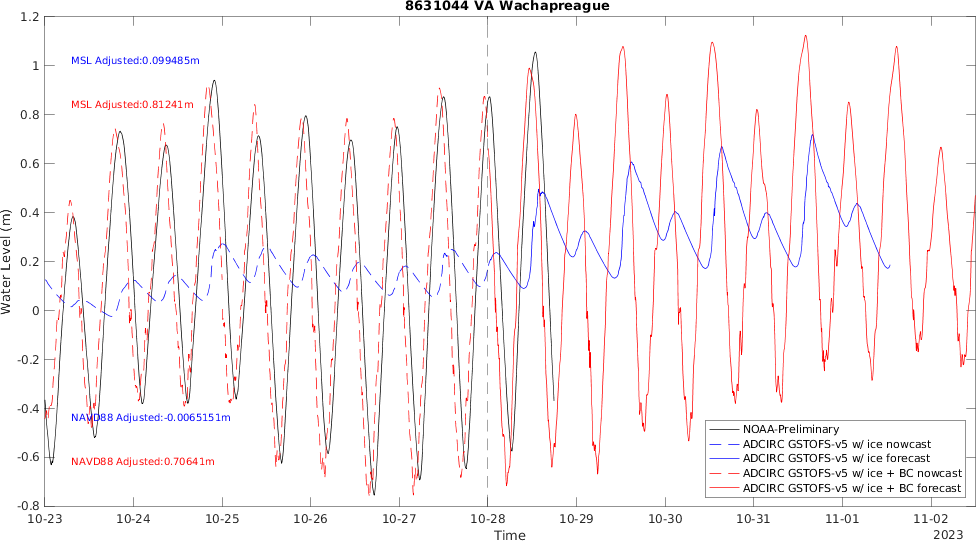 8631044 VA Wachapreague
1.2
1
0.8
0.6
0.4
0.2
0
-0.2
-0.4
-0.6
-0.8
Water Level (m)
MSL Adjusted:0.099485m
MSL Adjusted:0.81241m
NAVD88 Adjusted:-0.0065151m
NAVD88 Adjusted:0.70641m
NOAA-Preliminary
ADCIRC GSTOFS-v5 w/ ice nowcast
ADCIRC GSTOFS-v5 w/ ice forecast
ADCIRC GSTOFS-v5 w/ ice + BC nowcast
ADCIRC GSTOFS-v5 w/ ice + BC forecast
10-23 10-24 10-25 10-26 10-27 10-28 10-29 10-30 10-31 11-01 11-02
Time
2023